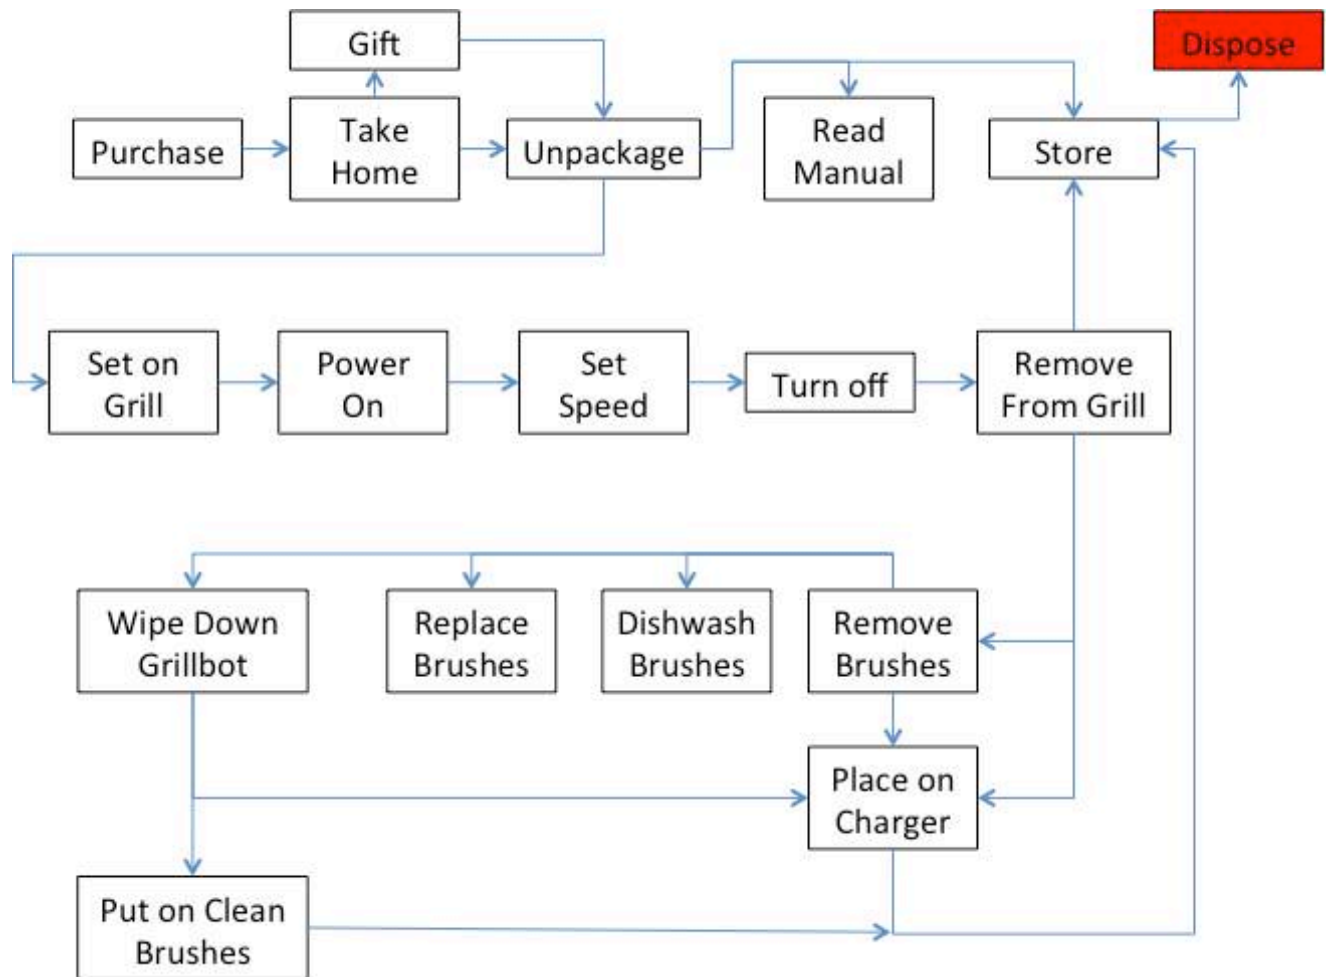 Gift
Dispose
Purchase
Take
Home
Unpackage
Read
Manual
Store
Set on
Grill
Power
On
Set
Speed
Turn off
Remove
From Grill
Wipe Down
Grillbot
Replace
Brushes
Dishwash
Brushes
Remove
Brushes
Place on
Charger
Put on Clean
Brushes